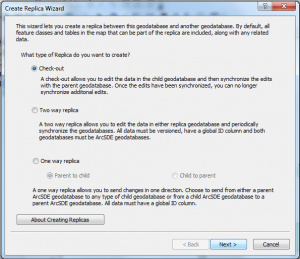 Create Replica Wizard
This wizard lets you create a replica between this geodatabase and another geodatabase. By default, all
feature classes and tables in the map that can be part of the replica are included, along with any related
data.
What type of Replica do you want to create?
Check-out
A check-out allows you to edit the data in the child geodatabase and then synchronize the edits
with the parent geodatabase. Once the edits have been synchronized, you can no longer
synchronize additonal edits.
Two way replica
A two way replica allows you to edit the data in either replica geodatabase and periodically
synchronize the geodatabases. All data must be versioned, have a global ID column and both
geodatabases must be ArcSDE geodatabases.
One way replica
Parent to child
Child to parent
A one way replica allows you to send changes in one direction. Choose to send from either a parent
ArcSDE geodatabase to any type of child geodatabase or from a child ArcSDE geodatabase to a
parent ArcSDE geodatabase. All data must have a global ID column.
About Creating Replicas
< Back
Next >
Cancel